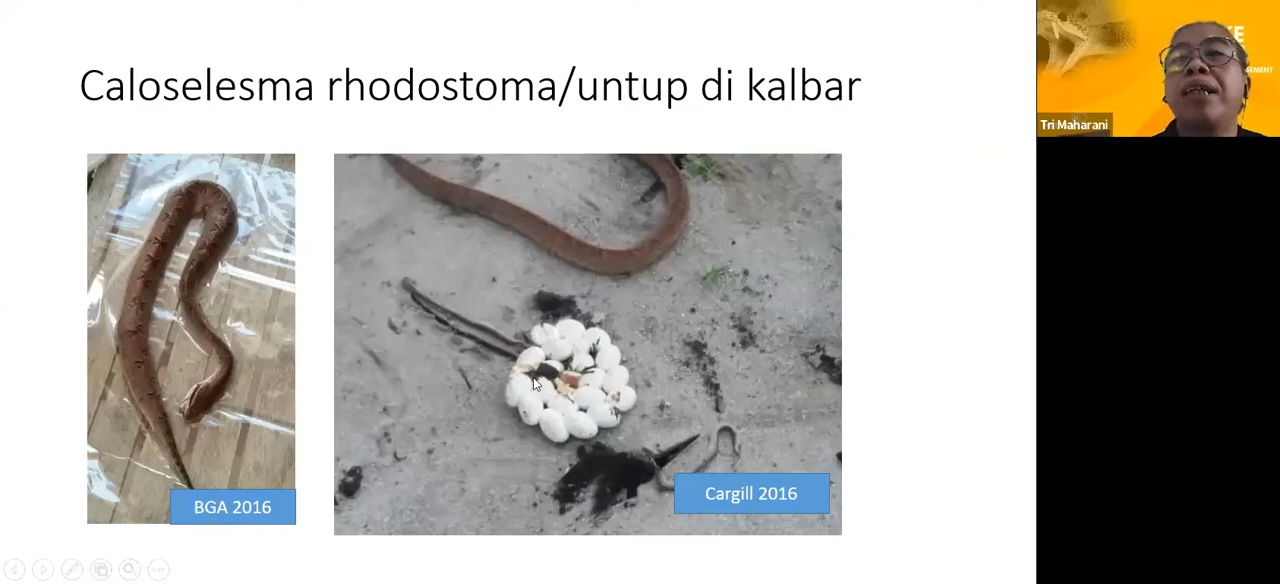 Caloselesma rhodostoma/untup di kalbar
BGA 2016
Cargill 2016
Tri Maharani